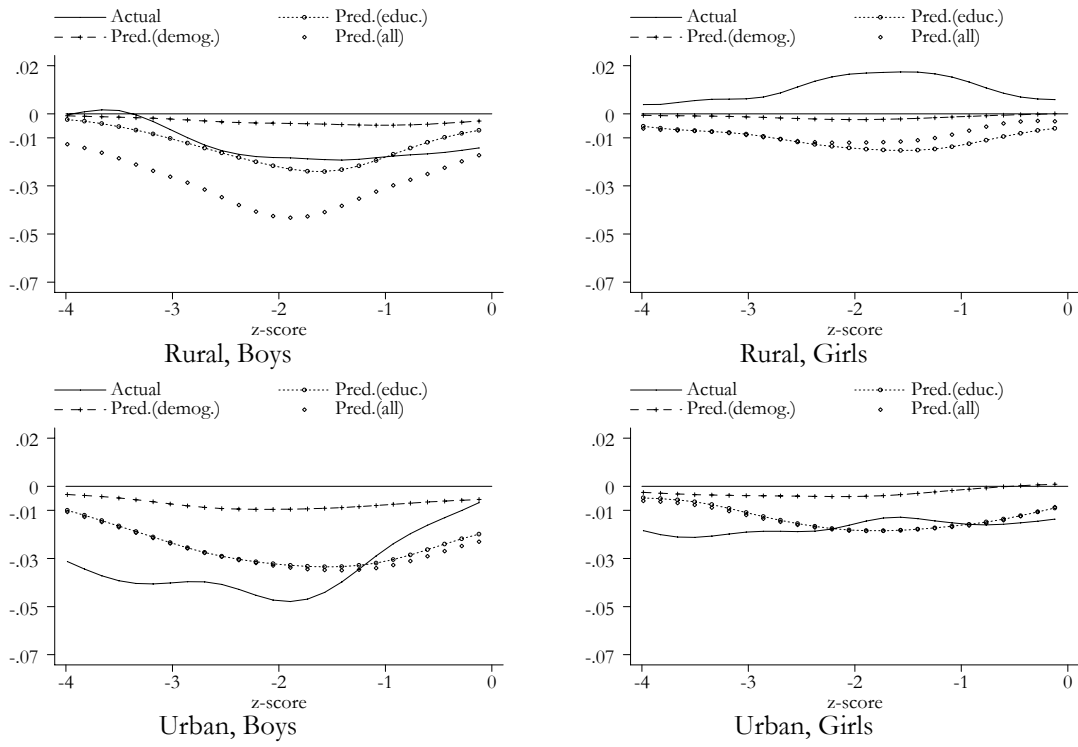 Actual Pred.(educ.)
Pred.(demog.) Pred.(all)
.02
0
-.01
-.03
-.05
-.07
-4 -3 -2 -1 0
z-score
Rural, Boys
Actual Pred.(educ.)
Pred.(demog.) Pred.(all)
.02
0
-.01
-.03
-.05
-.07
-4 -3 -2 -1 0
z-score
Rural, Girls
Actual Pred.(educ.)
Pred.(demog.) Pred.(all)
.02
0
-.01
-.03
-.05
-.07
-4 -3 -2 -1 0
z-score
Urban, Boys
Actual Pred.(educ.)
Pred.(demog.) Pred.(all)
.02
0
-.01
-.03
-.05
-.07
-4 -3 -2 -1 0
z-score
Urban, Girls